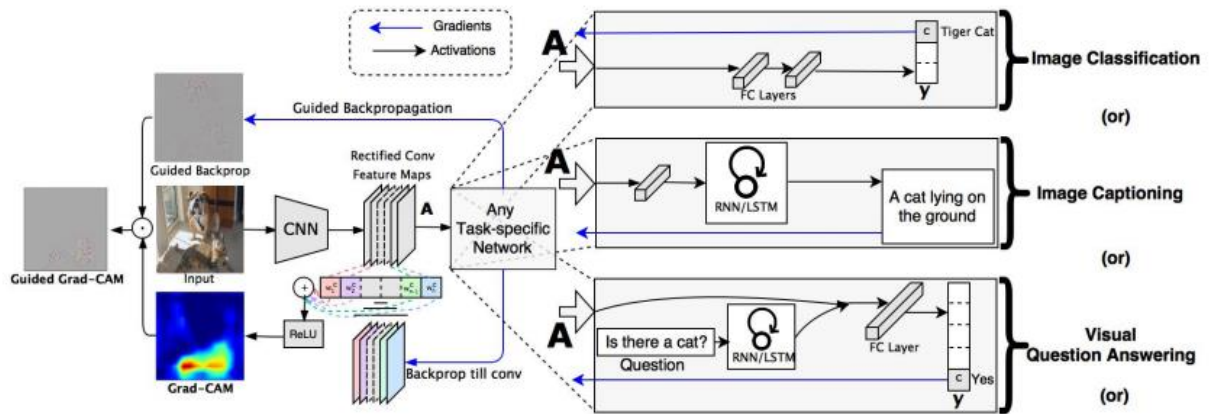 Gradients
Activations
Guided Backpropagation
Guided Backprop
Rectified Conv
Feature Maps
A
CNN
Any
Task-specific
Network
Guided Grad-CAM
Input
ReLU
Grad-CAM
Backprop till conv
A
FC Layers
c
Tiger Cat
y
Image Classification
(or)
A
RNN/LSTM
A cat lying on
the ground
Image Captioning
(or)
A
Is there a cat?
Question
RNN/LSTM
FC Layer
c
Yes
y
Visual
Question Answering
(or)